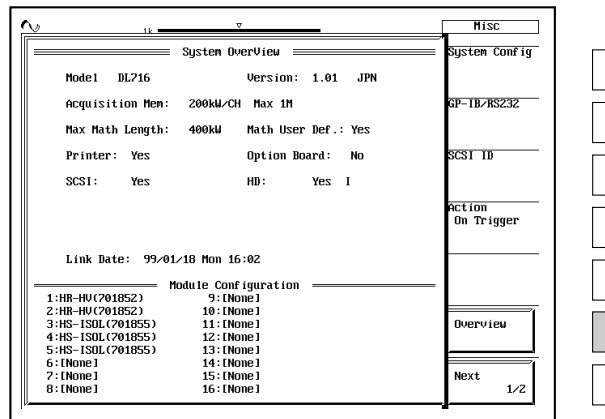 1k
Misc
System OverView
System Config
Model DL716 Version: 1.01 JPN
Acquisition Mem: 200kW/CH Max 1M
GP-IB/RS232
Max Math Length: 400kW Math User Def.: Yes
Printer: Yes Option Board: No
SCSI ID
SCSI: Yes HD: Yes I
Action
On Trigger
Link Date: 99/01/18 Mon 16:02
Module Configuration
1:HR-HV(701852) 9:[None]
2:HR-HV(701852) 10:[None]
3:HS-ISOL(701855) 11:[None]
4:HS-ISOL(701855) 12:[None]
5:HS-ISOL(701855) 13:[None]
6:[None] 14:[None]
7:[None] 15:[None]
8:[None] 16:[None]
Overview
Next
1/2